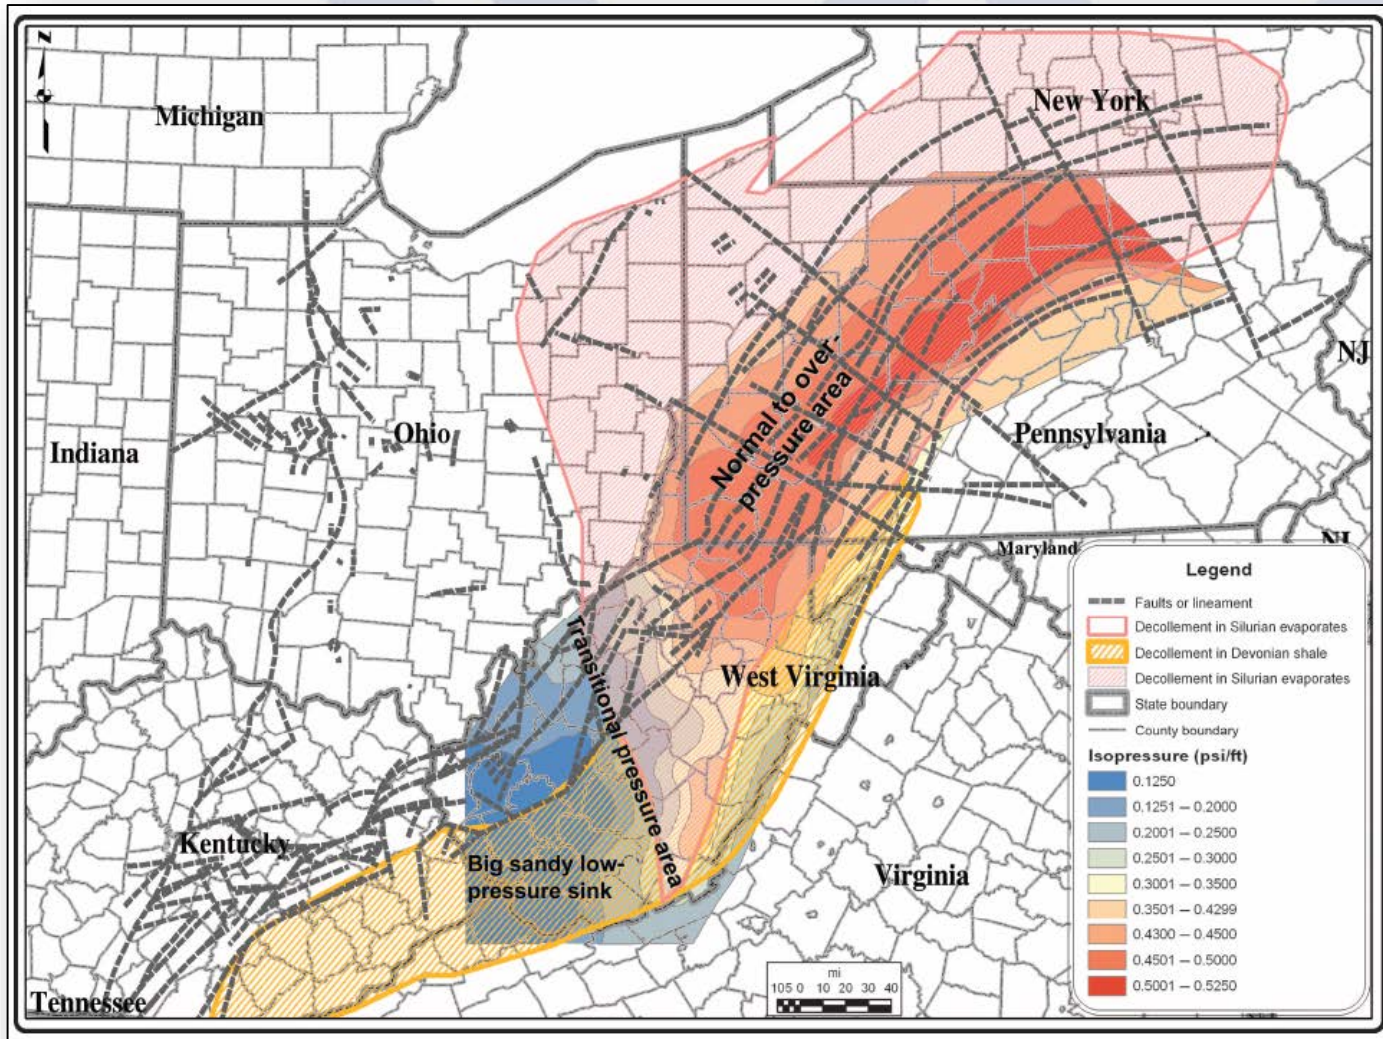 N
Michigan
New York
NJ
Indiana
Ohio
Normal to over-
pressure area
Pennsylvania
Maryland
Transitional pressure area
West Virginia
Kentucky
Big sandy low-
pressure sink
Virginia
Tennessee
mi
105 0 10 20 30 40
Legend
Faults or lineament
Decollement in Silurian evaporates
Decollement in Devonian shale
Decollement in Silurian evaporates
State boundary
County boundary
Isopressure (psi/ft)
0.1250
0.1251 – 0.2000
0.2001 – 0.2500
0.2501 – 0.3000
0.3001 – 0.3500
0.3501 – 0.4299
0.4300 – 0.4500
0.4501 – 0.5000
0.5001 – 0.5250